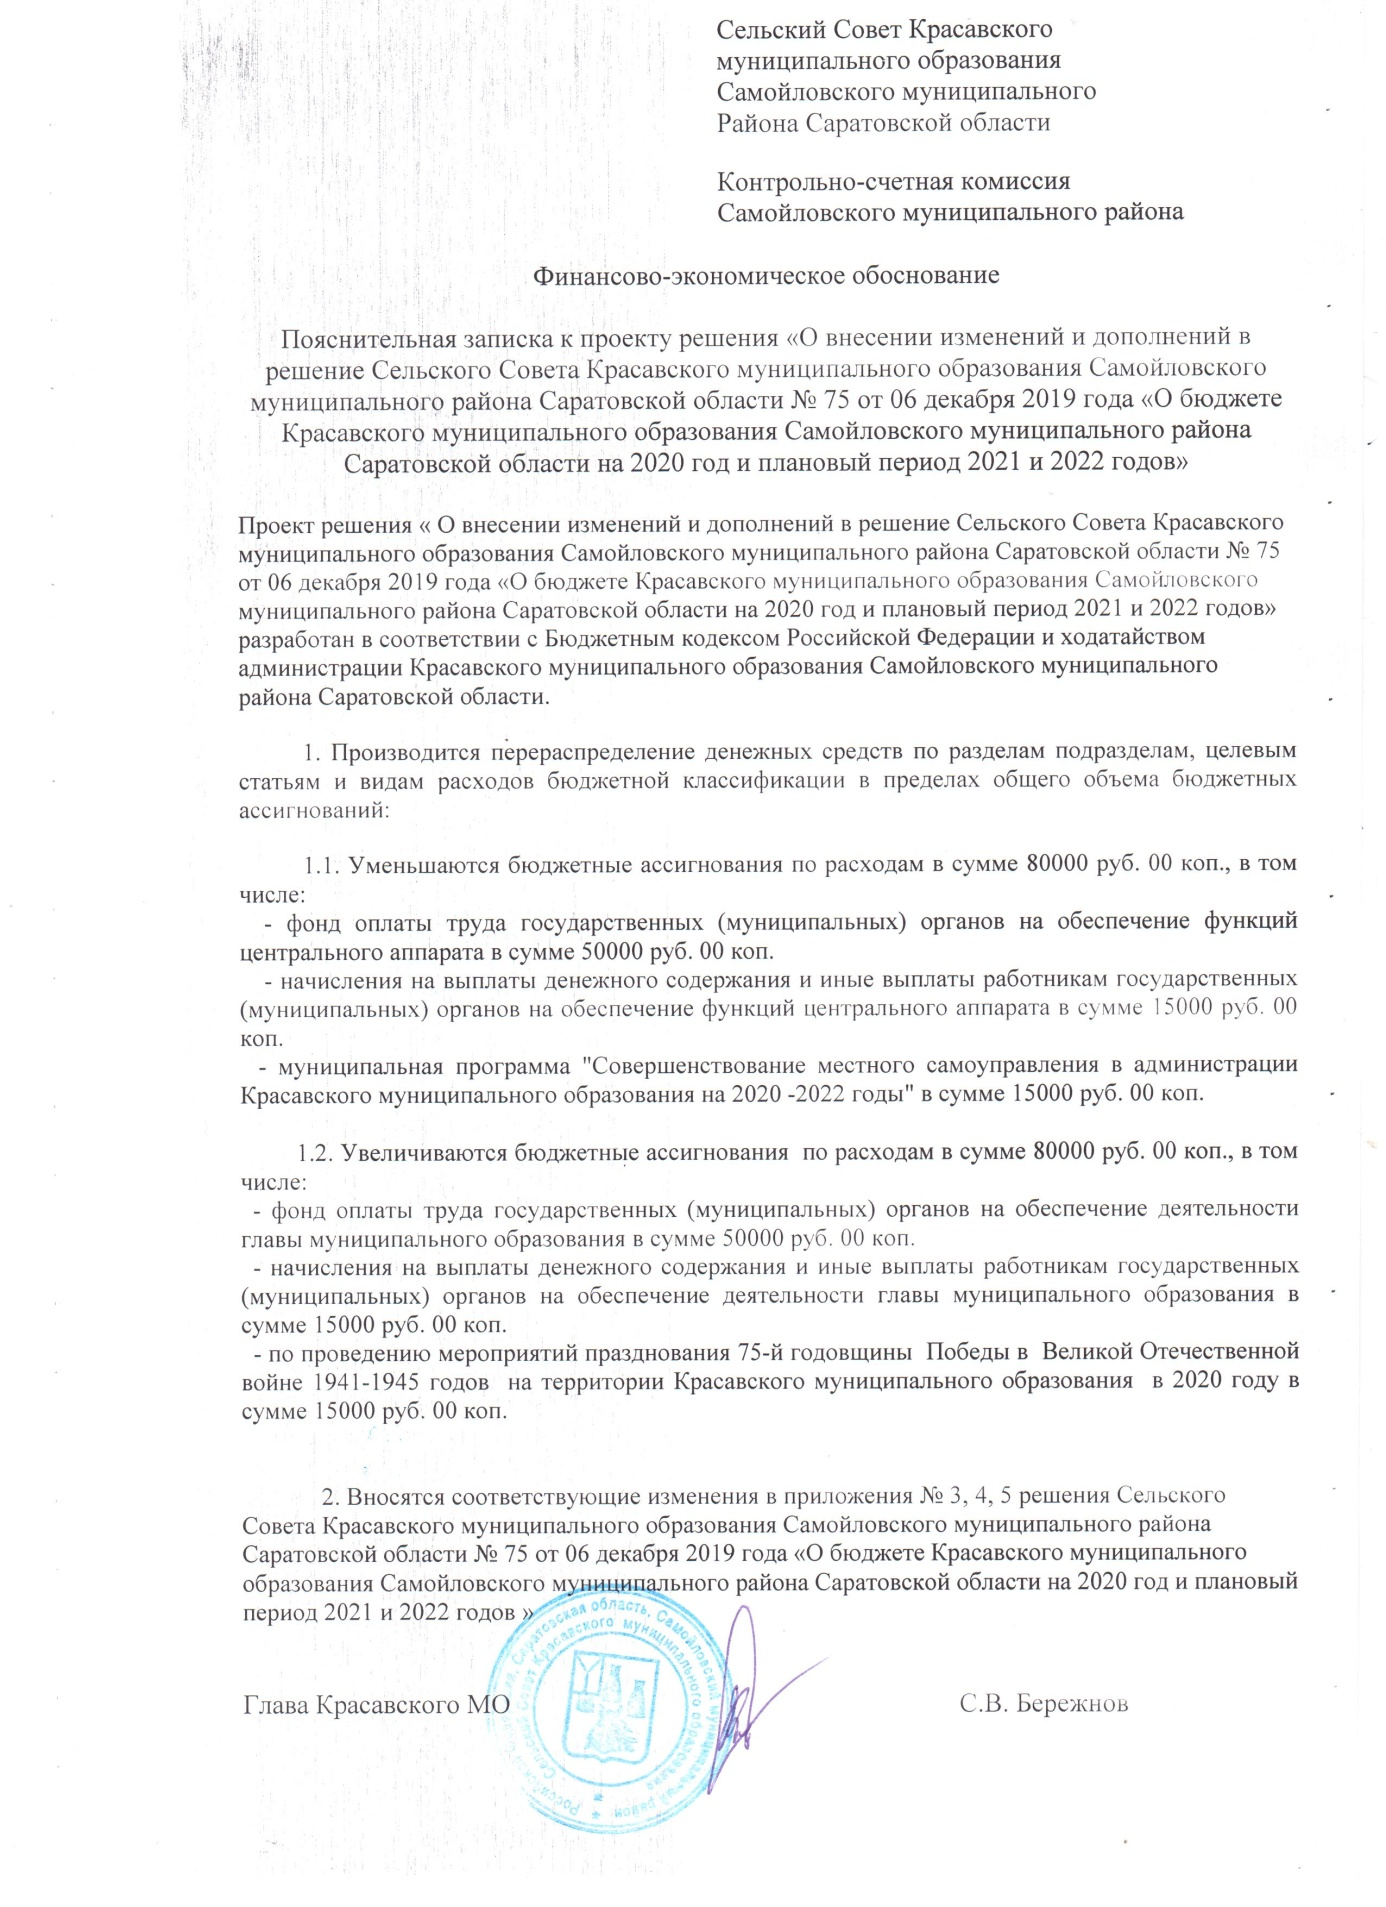 Сельский Совет Красавского
муниципального образования
Самойловского муниципального
Района Саратовской области
Контрольно-счетная комиссия
Самойловского муниципального района
Финансово-экономическое обоснование
Пояснительная записка к проекту решения «О внесении изменений и дополнений в
решение Сельского Совета Красавского муниципального образования Самойловского
муниципального района Саратовской области № 75 от 06 декабря 2019 года «О бюджете
Красавского муниципального образования Самойловского муниципального района
Саратовской области на 2020 год и плановый период 2021 и 2022 годов»
Проект решения « О внесении изменений и дополнений в решение Сельского Совета Красавского
муниципального образования Самойловского муниципального района Саратовской области № 75
от 06 декабря 2019 года «О бюджете Красавского муниципального образования Самойловского
муниципального района Саратовской области на 2020 год и плановый период 2021 и 2022 годов»
разработан в соответствии с Бюджетным кодексом Российской Федерации и ходатайством
администрации Красавского муниципального образования Самойловского муниципального
района Саратовской области.
1. Производится перераспределение денежных средств по разделам подразделам, целевым
статьям и видам расходов бюджетной классификации в пределах общего объема бюджетных
ассигнований:
1.1. Уменьшаются бюджетные ассигнования по расходам в сумме 80000 руб. 00 коп., в том
числе:
- фонд оплаты труда государственных (муниципальных) органов на обеспечение функций
центрального аппарата в сумме 50000 руб. 00 коп.
- начисления на выплаты денежного содержания и иные выплаты работникам государственных
(муниципальных) органов на обеспечение функций центрального аппарата в сумме 15000 руб. 00
коп.
- муниципальная программа "Совершенствование местного самоуправления в администрации
Красавского муниципального образования на 2020 -2022 годы" в сумме 15000 руб. 00 коп.
1.2. Увеличиваются бюджетные ассигнования по расходам в сумме 80000 руб. 00 коп., в том
числе:
- фонд оплаты труда государственных (муниципальных) органов на обеспечение деятельности
главы муниципального образования в сумме 50000 руб. 00 коп.
- начисления на выплаты денежного содержания и иные выплаты работникам государственных
(муниципальных) органов на обеспечение деятельности главы муниципального образования в
сумме 15000 руб. 00 коп.
- по проведению мероприятий празднования 75-й годовщины Победы в Великой Отечественной
войне 1941-1945 годов на территории Красавского муниципального образования в 2020 году в
сумме 15000 руб. 00 коп.
2. Вносятся соответствующие изменения в приложения № 3, 4, 5 решения Сельского
Совета Красавского муниципального образования Самойловского муниципального района
Саратовской области № 75 от 06 декабря 2019 года «О бюджете Красавского муниципального
образования Самойловского муниципального района Саратовской области на 2020 год и плановый
период 2021 и 2022 годов »
Глава Красавского МО С.В. Бережнов
Саратовская область, Самойловский муниципальный район
Сельский Совет Красавского муниципального образования